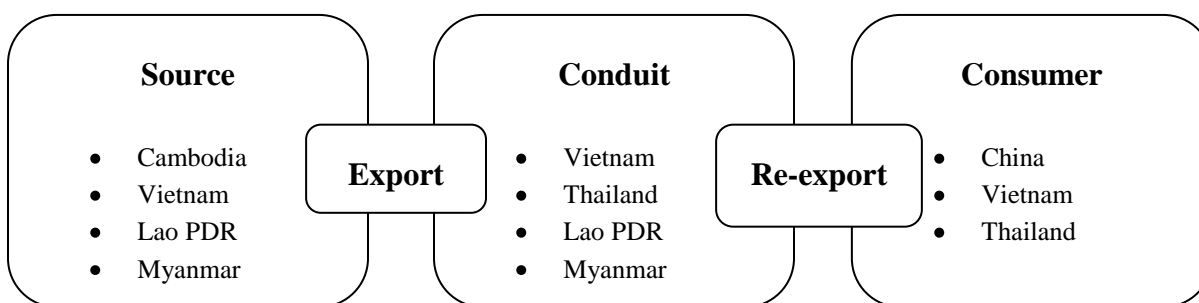 Source
• Cambodia
• Vietnam
• Lao PDR
• Myanmar
Export
Conduit
• Vietnam
• Thailand
• Lao PDR
• Myanmar
Re-export
Consumer
• China
• Vietnam
• Thailand